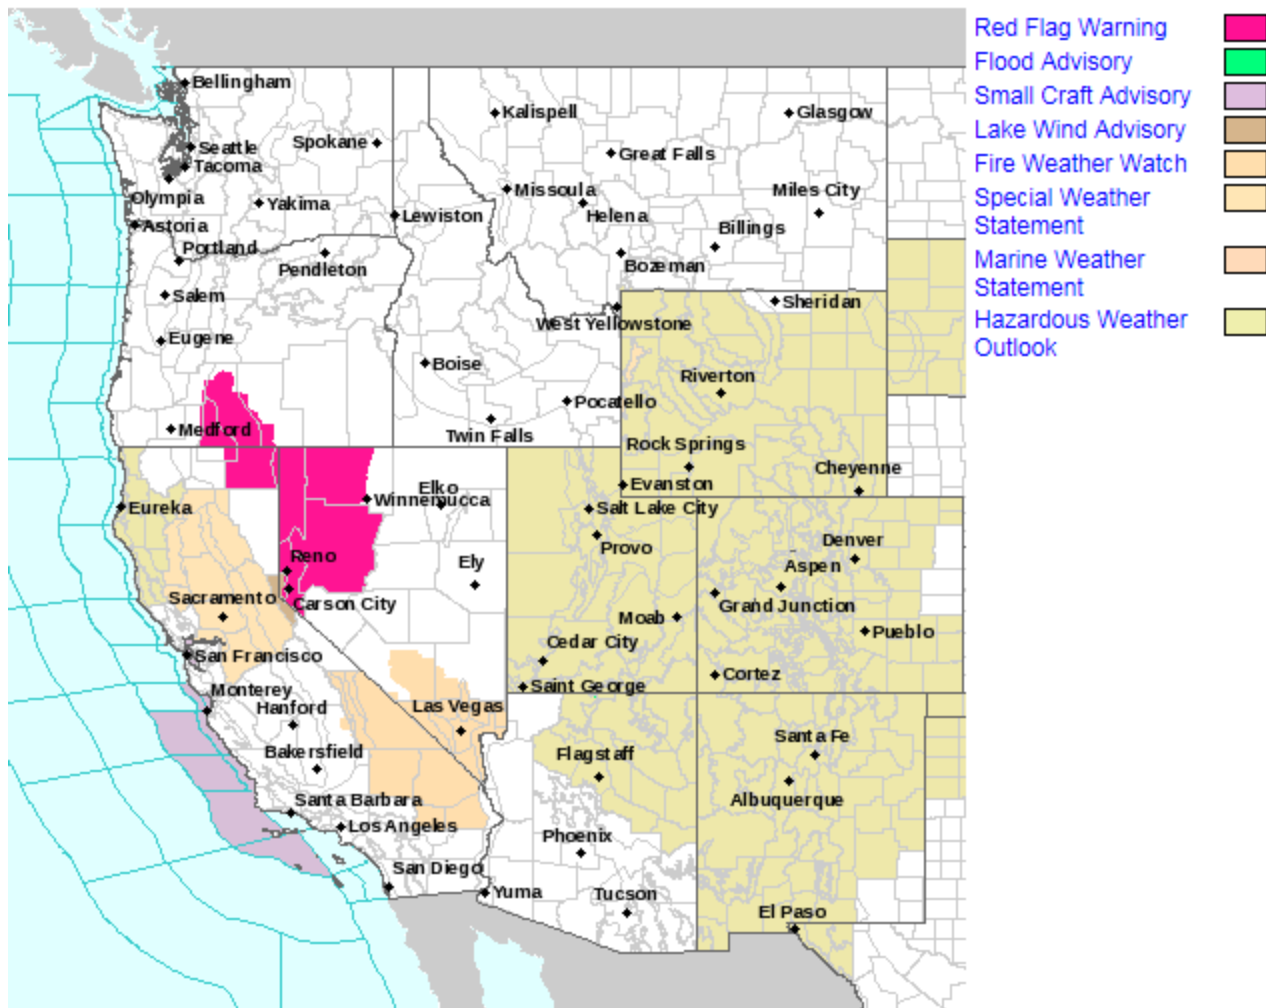 Red Flag Warning
Flood Advisory
Small Craft Advisory
Lake Wind Advisory
Fire Weather Watch
Special Weather
Statement
Marine Weather
Statement
Hazardous Weather
Outlook
Bellingham
Kalispell
Glasgow
Seattle
Spokane
Great Falls
Tacoma
Missoula
Miles City
Olympia
Yakima
Helena
Lewiston
Astoria
Billings
Portland
Pendleton
Bozeman
Salem
Sheridan
West Yellowstone
Eugene
Boise
Riverton
Pocatello
Medford
Twin Falls
Rock Springs
Cheyenne
Evanston
Elko
Winnemucca
Eureka
Salt Lake City
Provo
Denver
Reno
Ely
Aspen
Sacramento
Carson City
Grand Junction
Moab
Pueblo
Cedar City
San Francisco
Cortez
Saint George
Monterey
Hanford
Las Vegas
Santa Fe
Bakersfield
Flagstaff
Albuquerque
Santa Barbara
Los Angeles
Phoenix
San Diego
Yuma
Tucson
El Paso